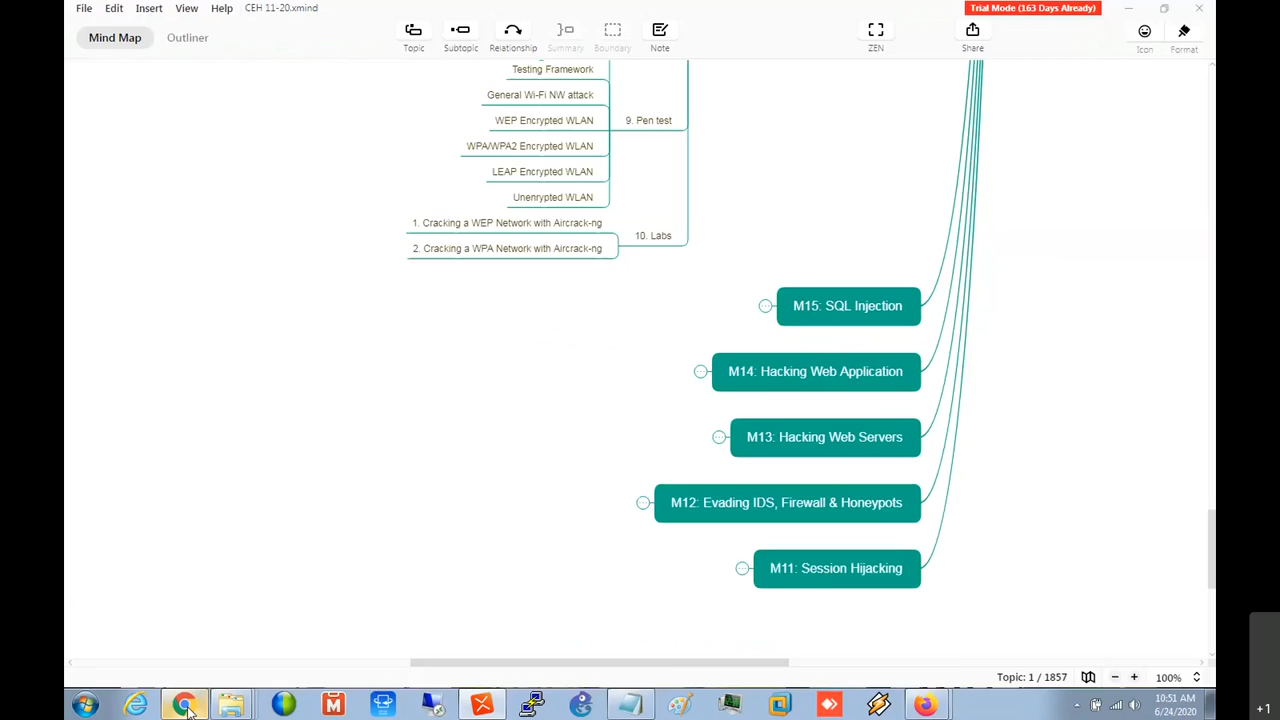 File Edit Insert View Help CEH 11-20.xmind Trial Mode (163 Days Already)
Mind Map Outliner
Topic Subtopic Relationship Summary Boundary Note ZEN Share Icon Format
Testing Framework
General Wi-Fi NW attack
WEP Encrypted WLAN
9. Pen test
WPA/WPA2 Encrypted WLAN
LEAP Encrypted WLAN
Unencrypted WLAN
1. Cracking a WEP Network with Aircrack-ng
10. Labs
2. Cracking a WPA Network with Aircrack-ng
M15: SQL Injection
M14: Hacking Web Application
M13: Hacking Web Servers
M12: Evading IDS, Firewall & Honeypots
M11: Session Hijacking
Topic: 1 / 1857 100%
10:51 AM
6/24/2020
+1